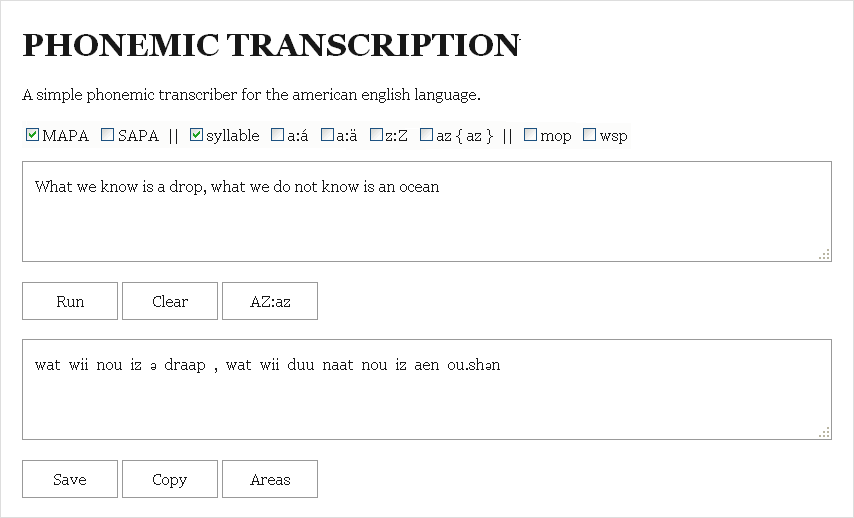 PHONEMIC TRANSCRIPTION
A simple phonemic transcriber for the american english language.
MAPA SAPA || syllable a:á a:ä z:Z az { az } || mop wsp
What we know is a drop, what we do not know is an ocean
Run Clear AZ:az
wat wii nou iz ə draap , wat wii duu naat nou iz aen ou.shən
Save Copy Areas